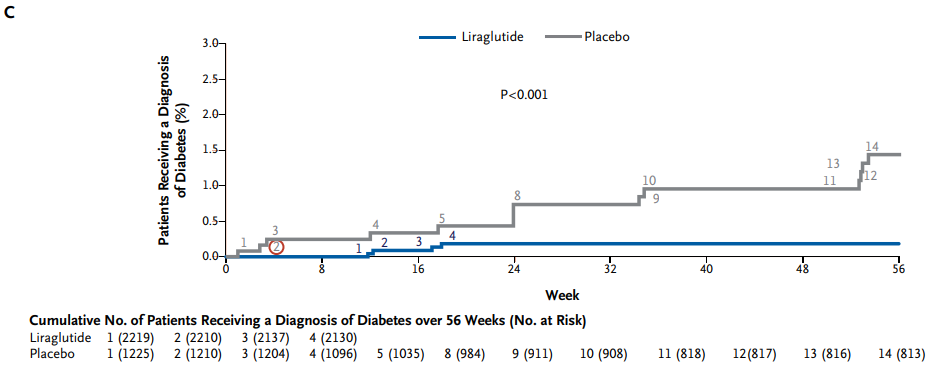 C
Liraglutide Placebo
Patients Receiving a Diagnosis
of Diabetes (%)
3.0
2.5
2.0
1.5
1.0
0.5
0.0
P<0.001
1 2 3 4 5 8 10 9 13 11 14 12
1 2 3 4
0 8 16 24 32 40 48 56
Week
Cumulative No. of Patients Receiving a Diagnosis of Diabetes over 56 Weeks (No. at Risk)
Liraglutide 1 (2219) 2 (2210) 3 (2137) 4 (2130)
Placebo 1 (1225) 2 (1210) 3 (1204) 4 (1096) 5 (1035) 8 (984) 9 (911) 10 (908) 11 (818) 12(817) 13 (816) 14 (813)